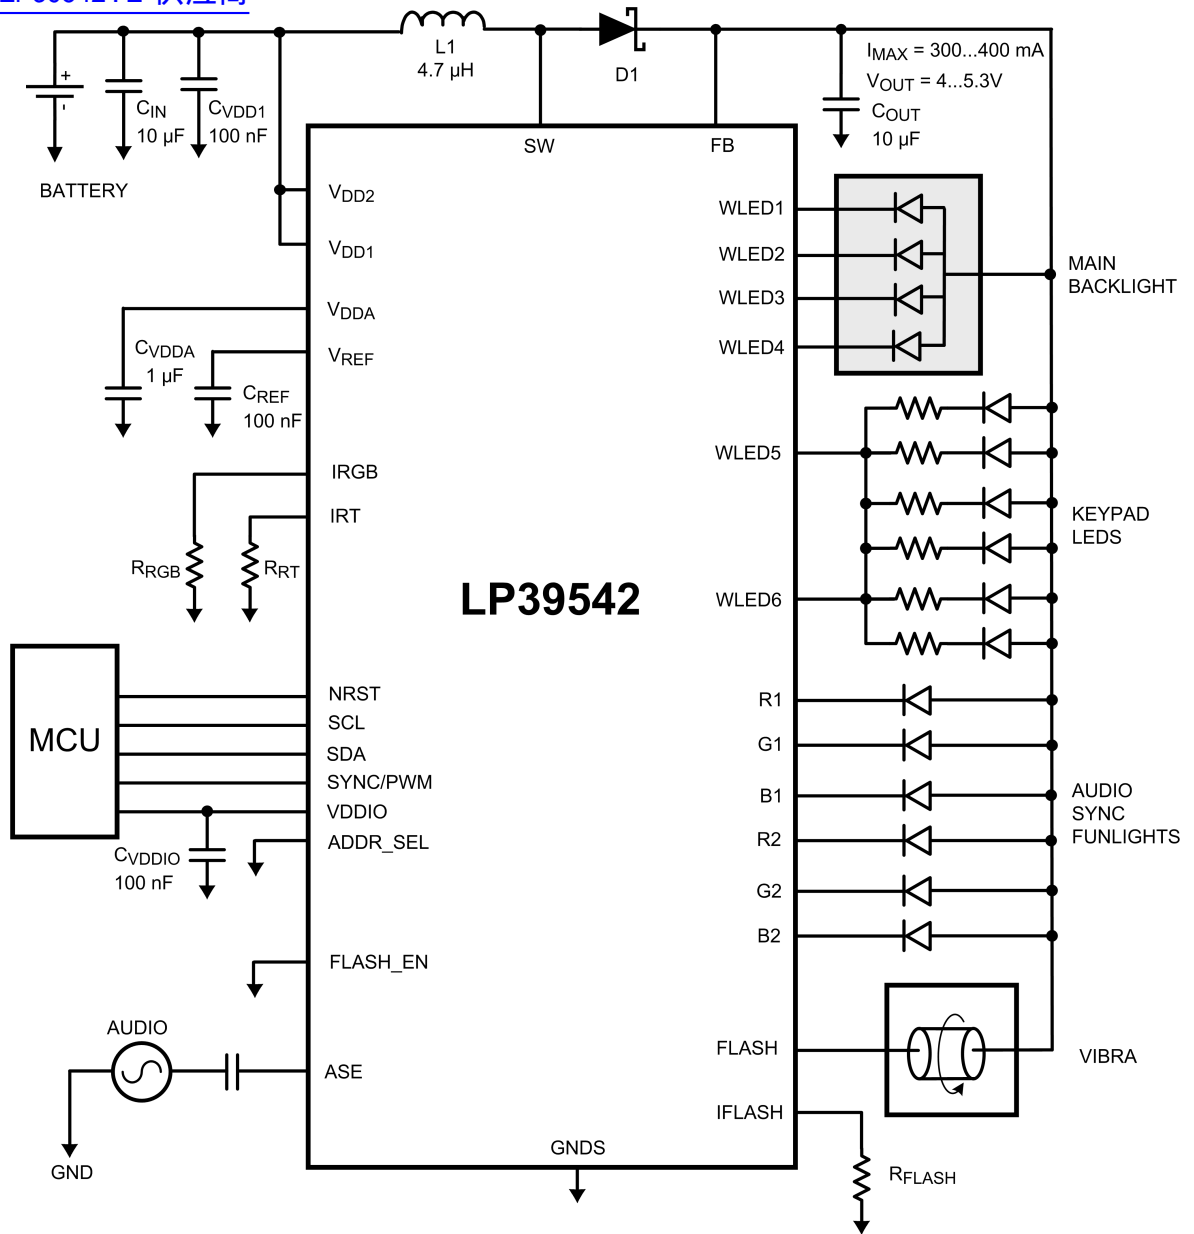 供应商
L1
4.7 µH
D1
IMAX = 300...400 mA
VOUT = 4...5.3V
COUT
10 µF
+
-
CIN
10 µF
CVDD1
100 nF
BATTERY
SW
FB
VDD2
VDD1
VDDA
VREF
CVDDA
1 µF
CREF
100 nF
IRGB
IRT
RRGB
RRT
LP39542
WLED1
WLED2
WLED3
WLED4
MAIN
BACKLIGHT
WLED5
WLED6
KEYPAD
LEDS
MCU
NRST
SCL
SDA
SYNC/PWM
VDDIO
ADDR_SEL
CVDDIO
100 nF
R1
G1
B1
R2
G2
B2
AUDIO
SYNC
FUNLIGHTS
FLASH_EN
AUDIO
ASE
GND
FLASH
VIBRA
IFLASH
GNDS
RFLASH